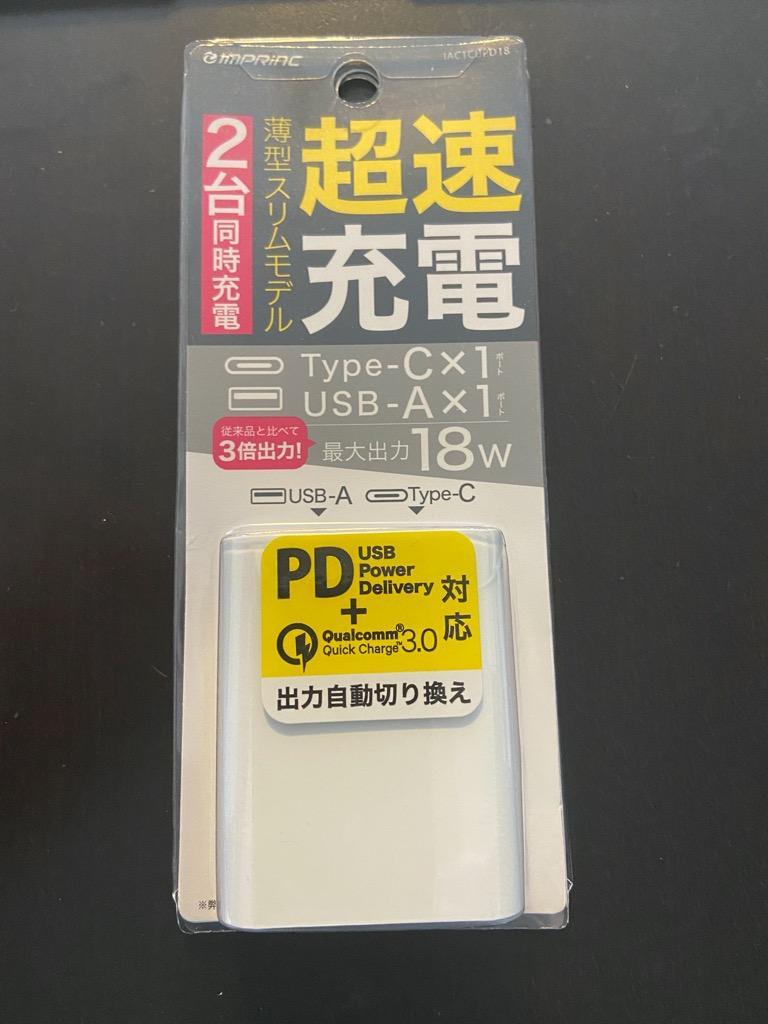 IMPRINC
IAC1CUPD18
超速
充電
薄型スリムモデル
2台同時充電
Type-C×1ポート
USB-A×1ポート
従来品と比べて
3倍出力!
最大出力18W
USB-A Type-C
PD USB
Power
Delivery
+
Qualcomm® 3.0
Quick Charge™
対応
出力自動切り換え
※弊